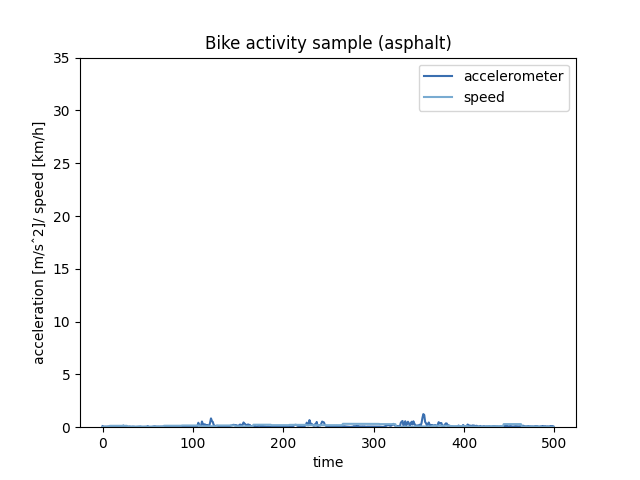 Bike activity sample (asphalt)
accelerometer
speed
acceleration [m/sˆ2]/ speed [km/h]
35
30
25
20
15
10
5
0
0 100 200 300 400 500
time